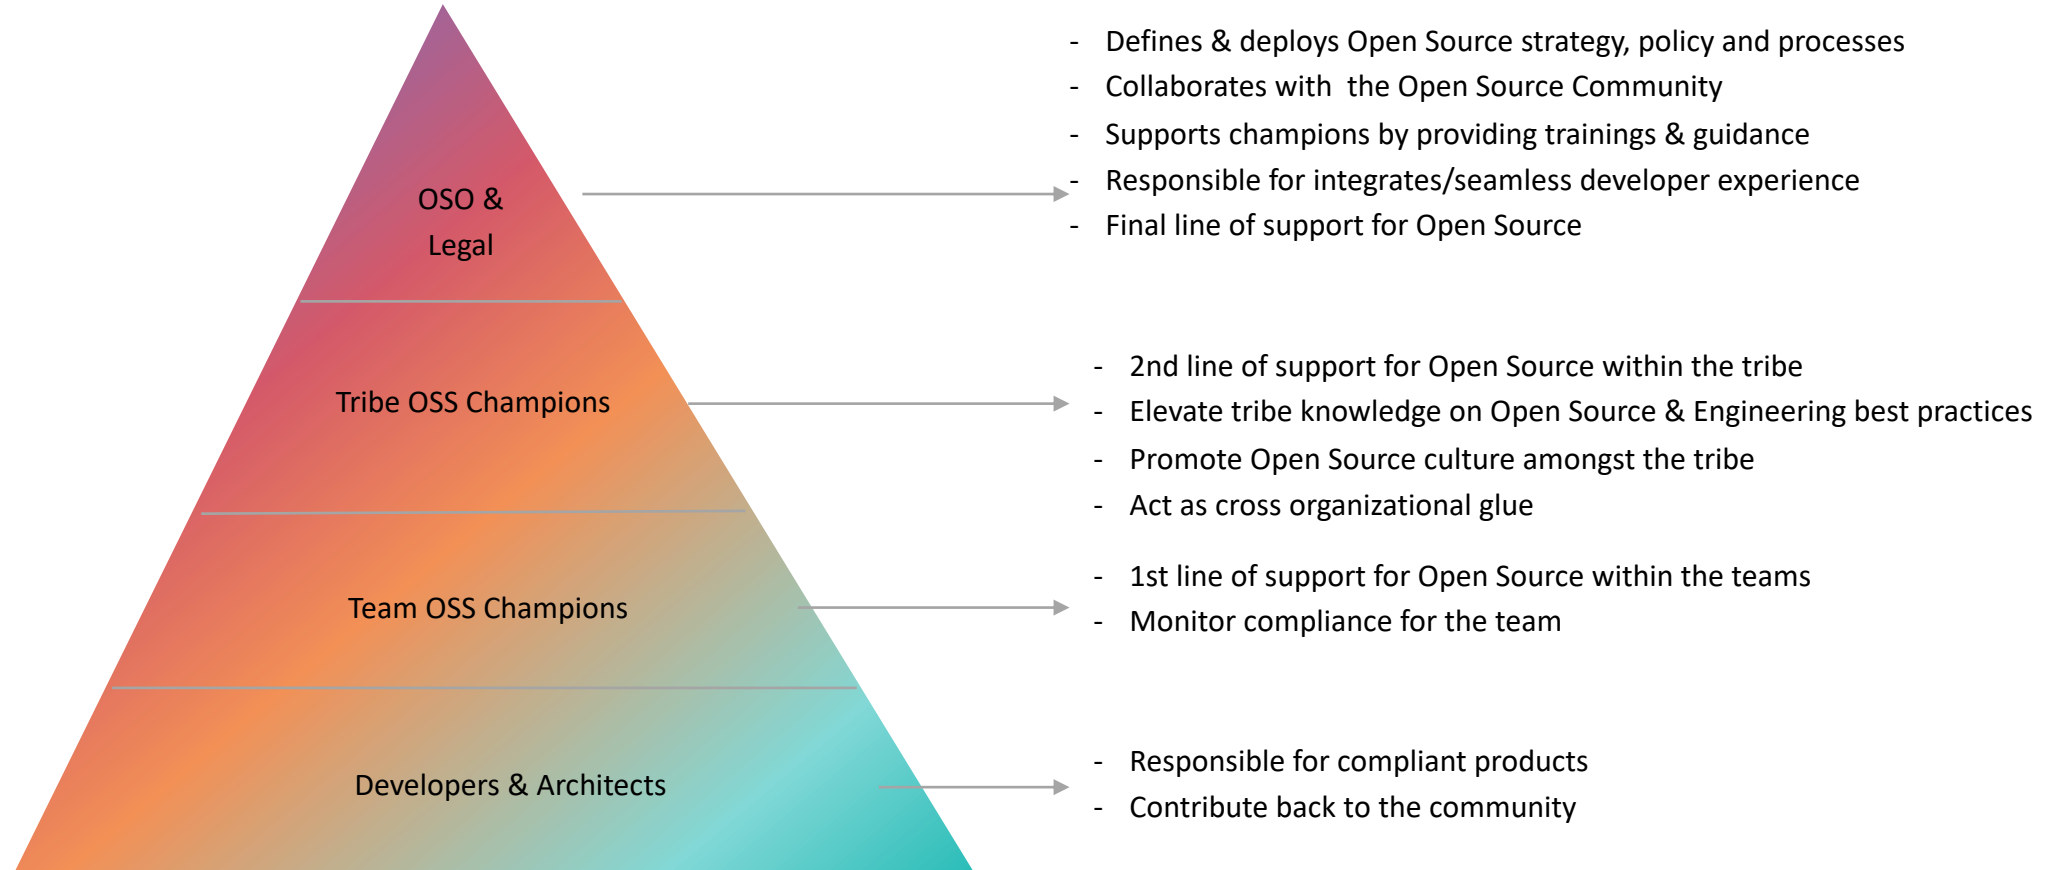 OSO &
Legal
- Defines & deploys Open Source strategy, policy and processes
- Collaborates with  the Open Source Community
- Supports champions by providing trainings & guidance
- Responsible for integrates/seamless developer experience
- Final line of support for Open Source
Tribe OSS Champions
- 2nd line of support for Open Source within the tribe
- Elevate tribe knowledge on Open Source & Engineering best practices
- Promote Open Source culture amongst the tribe
- Act as cross organizational glue
Team OSS Champions
- 1st line of support for Open Source within the teams
- Monitor compliance for the team
Developers & Architects
- Responsible for compliant products
- Contribute back to the community